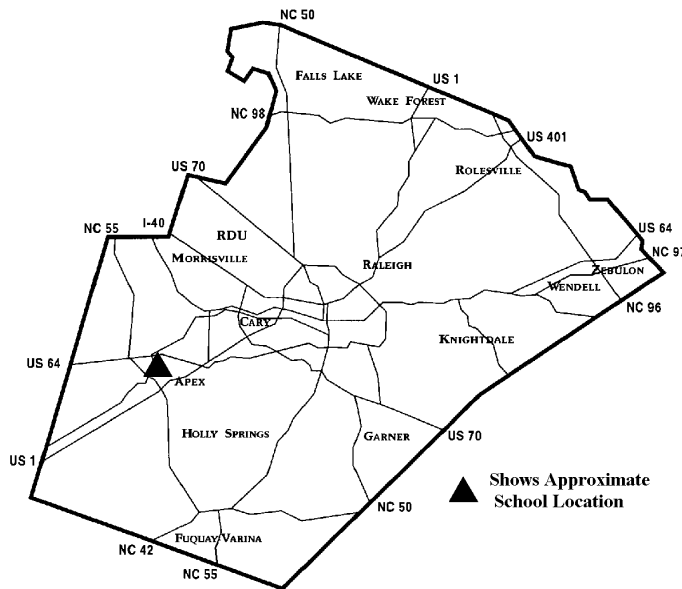 NC 50
FALLS LAKE
US 1
WAKE FOREST
NC 98
US 401
US 70
ROLESVILLE
I-40
NC 55
RDU
US 64
MORRISVILLE
RALEIGH
NC 97
ZEBULON
WENDELL
NC 96
CARY
KNIGHTDALE
US 64
APEX
HOLLY SPRINGS
GARNER
US 70
US 1
Shows Approximate
School Location
NC 50
FUQUAY VARINA
NC 42
NC 55